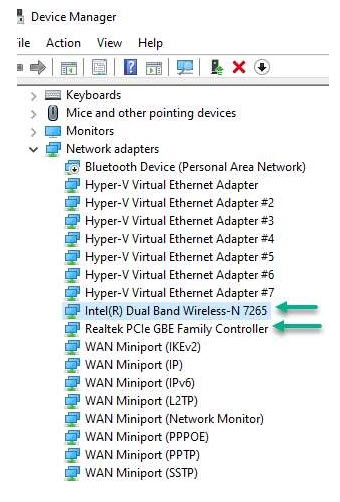 Device Manager
ile Action View Help
Keyboards
Mice and other pointing devices
Monitors
Network adapters
Bluetooth Device (Personal Area Network)
Hyper-V Virtual Ethernet Adapter
Hyper-V Virtual Ethernet Adapter #2
Hyper-V Virtual Ethernet Adapter #3
Hyper-V Virtual Ethernet Adapter #4
Hyper-V Virtual Ethernet Adapter #5
Hyper-V Virtual Ethernet Adapter #6
Hyper-V Virtual Ethernet Adapter #7
Intel(R) Dual Band Wireless-N 7265
Realtek PCIe GBE Family Controller
WAN Miniport (IKEv2)
WAN Miniport (IP)
WAN Miniport (IPv6)
WAN Miniport (L2TP)
WAN Miniport (Network Monitor)
WAN Miniport (PPPOE)
WAN Miniport (PPTP)
WAN Miniport (SSTP)